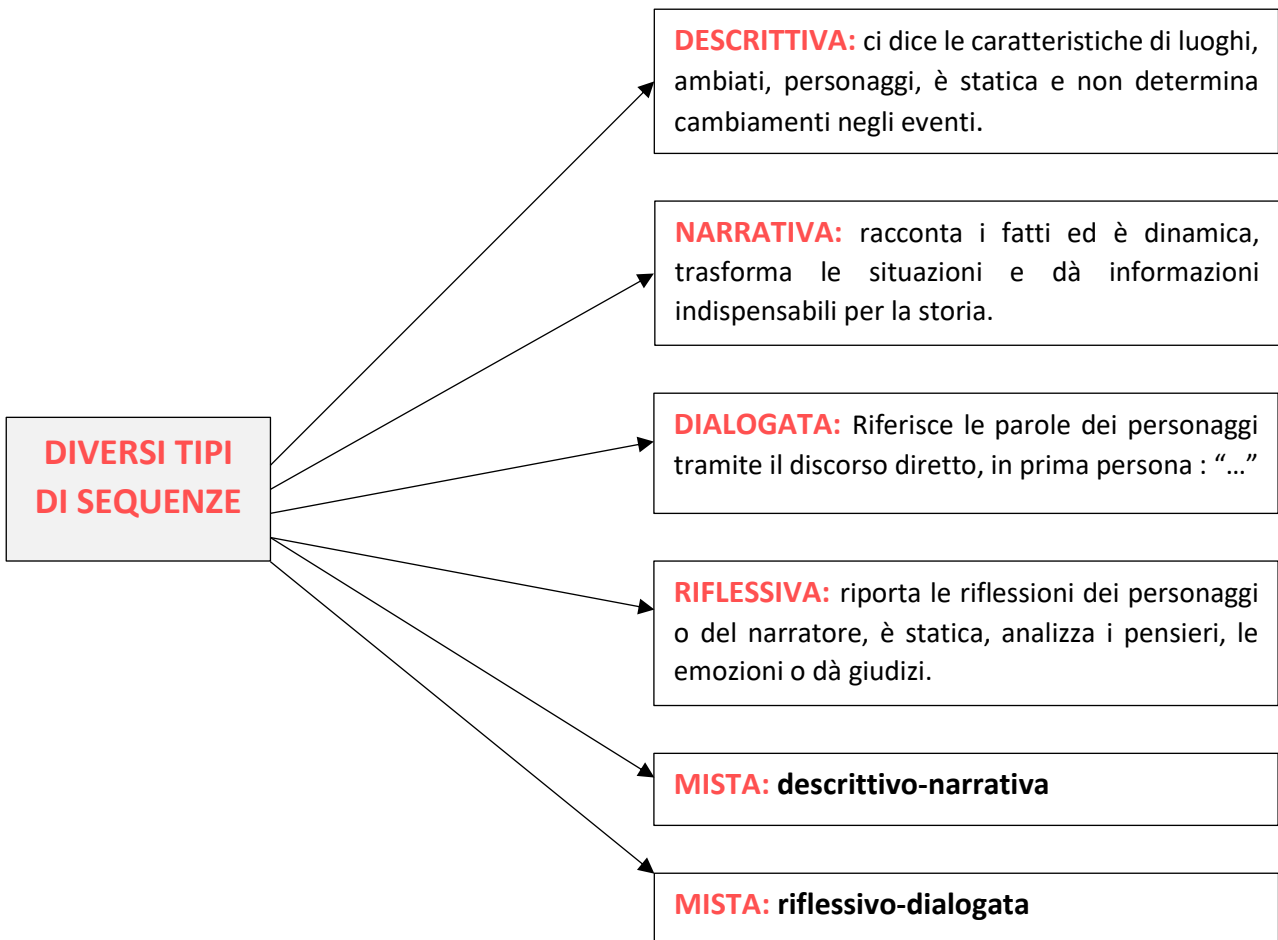 DESCRITTIVA: ci dice le caratteristiche di luoghi,
ambiati, personaggi, è statica e non determina
cambiamenti negli eventi.
NARRATIVA: racconta i fatti ed è dinamica,
trasforma le situazioni e dà informazioni
indispensabili per la storia.
DIVERSI TIPI
DI SEQUENZE
DIALOGATA: Riferisce le parole dei personaggi
tramite il discorso diretto, in prima persona : “…”
RIFLESSIVA: riporta le riflessioni dei personaggi
o del narratore, è statica, analizza i pensieri, le
emozioni o dà giudizi.
MISTA: descrittivo-narrativa
MISTA: riflessivo-dialogata